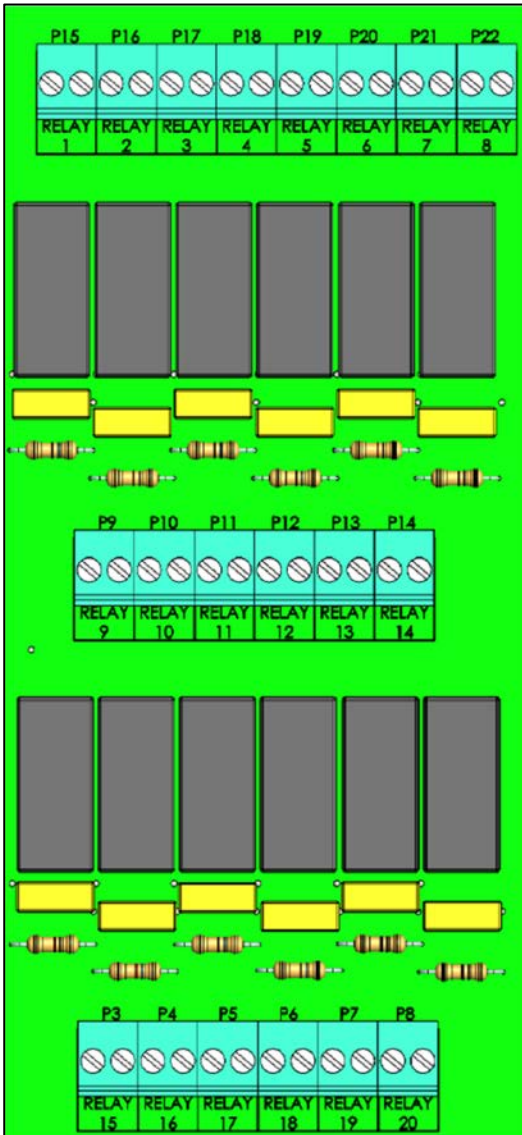 P15 P16 P17 P18 P19 P20 P21 P22
RELAY RELAY RELAY RELAY RELAY RELAY RELAY RELAY
1 2 3 4 5 6 7 8
P9 P10 P11 P12 P13 P14
RELAY RELAY RELAY RELAY RELAY RELAY
9 10 11 12 13 14
P3 P4 P5 P6 P7 P8
RELAY RELAY RELAY RELAY RELAY RELAY
15 16 17 18 19 20